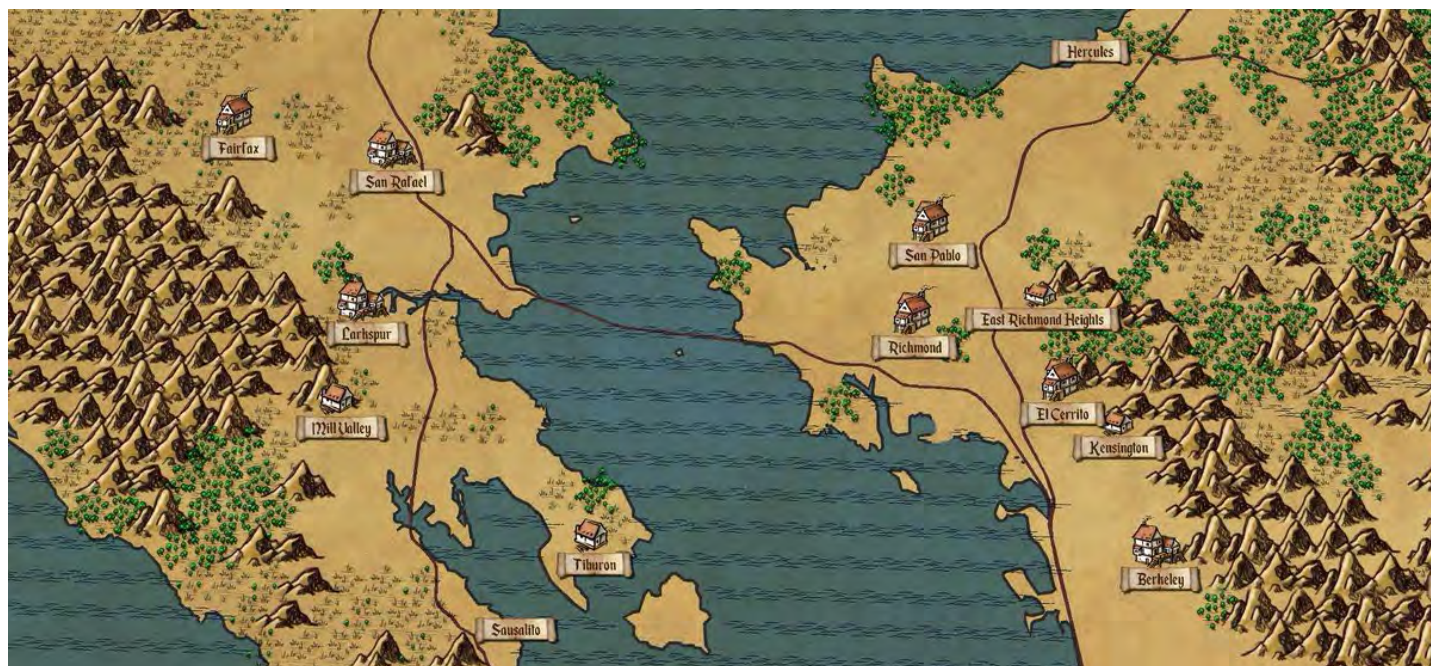 Hercules
Fairfax
San Rafael
San Pablo
East Richmond Heights
Larkspur
Richmond
El Cerrito
Mill Valley
Kensington
Tiburon
Berkeley
Sausalito